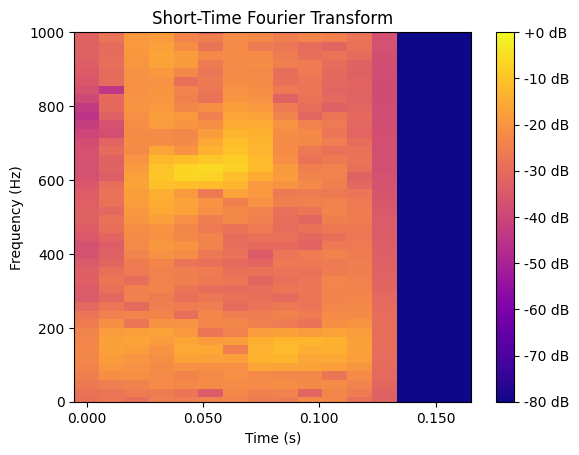 Short-Time Fourier Transform
1000
800
600
400
200
0
Frequency (Hz)
0.000
0.050
0.100
0.150
Time (s)
+0 dB
-10 dB
-20 dB
-30 dB
-40 dB
-50 dB
-60 dB
-70 dB
-80 dB